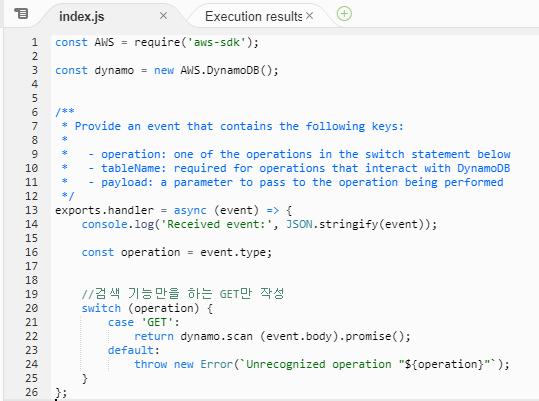 index.js × Execution results ×
1 const AWS = require('aws-sdk');
2
3 const dynamo = new AWS.DynamoDB();
4
5
6 /**
7 * Provide an event that contains the following keys:
8 *
9 * - operation: one of the operations in the switch statement below
10 * - tableName: required for operations that interact with DynamoDB
11 * - payload: a parameter to pass to the operation being performed
12 */
13 exports.handler = async (event) => {
14 console.log('Received event:', JSON.stringify(event));
15
16 const operation = event.type;
17
18
19 //검색 기능만을 하는 GET만 작성
20 switch (operation) {
21 case 'GET':
22 return dynamo.scan (event.body).promise();
23 default:
24 throw new Error(`Unrecognized operation "${operation}"`);
25 }
26 };